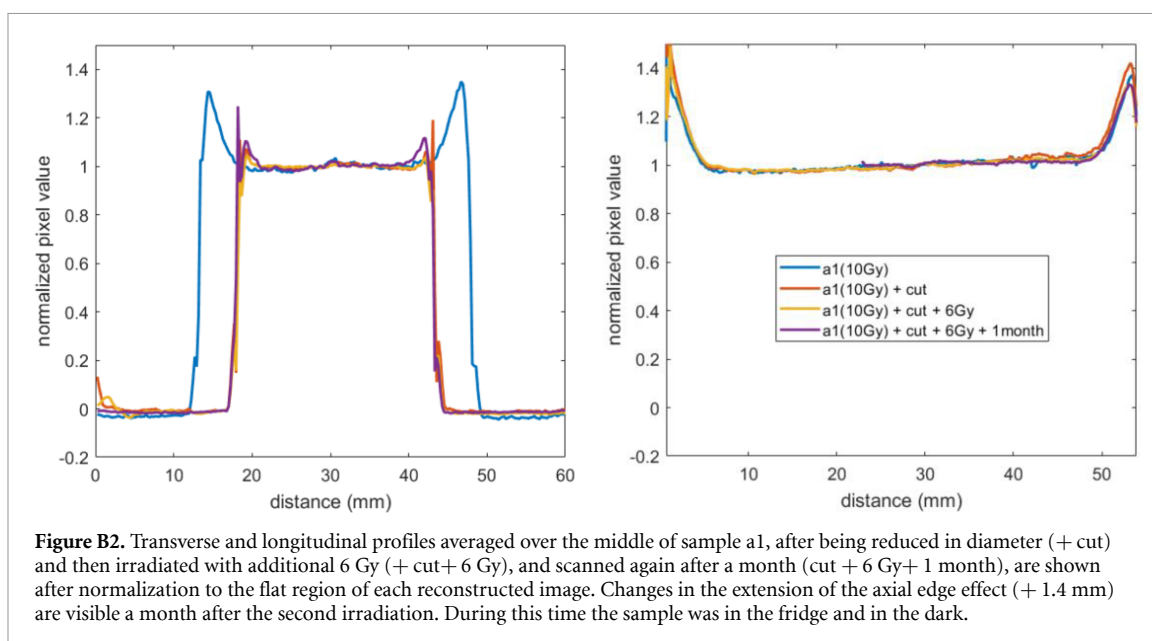 1.4
1.2
1
0.8
0.6
0.4
0.2
0
-0.2
normalized pixel value
0 10 20 30 40 50 60
distance (mm)
1.4
1.2
1
0.8
0.6
0.4
0.2
0
-0.2
normalized pixel value
10 20 30 40 50
distance (mm)
a1(10Gy)
a1(10Gy) + cut
a1(10Gy) + cut + 6Gy
a1(10Gy) + cut + 6Gy + 1month
Figure B2. Transverse and longitudinal profiles averaged over the middle of sample a1, after being reduced in diameter (+ cut)
and then irradiated with additional 6 Gy (+ cut+ 6 Gy), and scanned again after a month (cut + 6 Gy+ 1 month), are shown
after normalization to the flat region of each reconstructed image. Changes in the extension of the axial edge effect (+ 1.4 mm)
are visible a month after the second irradiation. During this time the sample was in the fridge and in the dark.